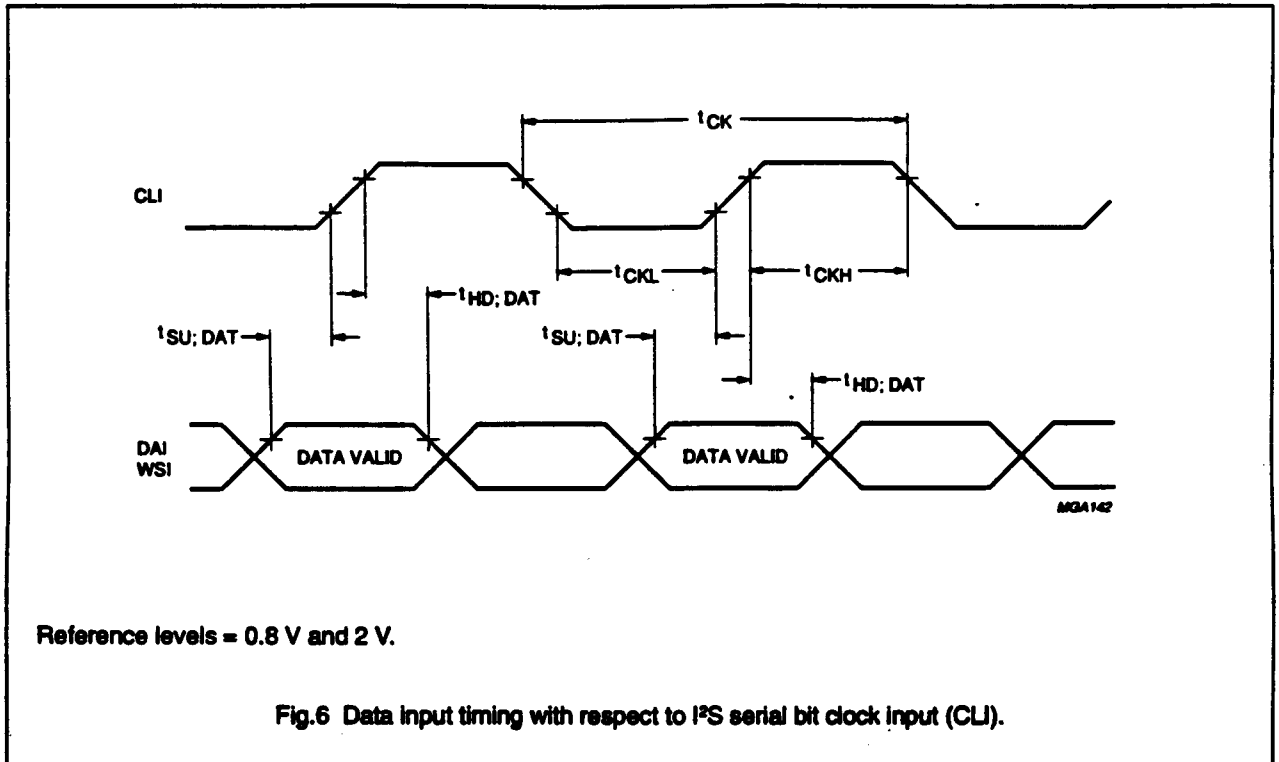 tCK
CLI
tCKL
tCKH
tHD; DAT
tSU; DAT
tSU; DAT
tHD; DAT
DAI
WSI
DATA VALID
DATA VALID
MGA142
Reference levels = 0.8 V and 2 V.
Fig.6 Data input timing with respect to I²S serial bit clock input (CLI).